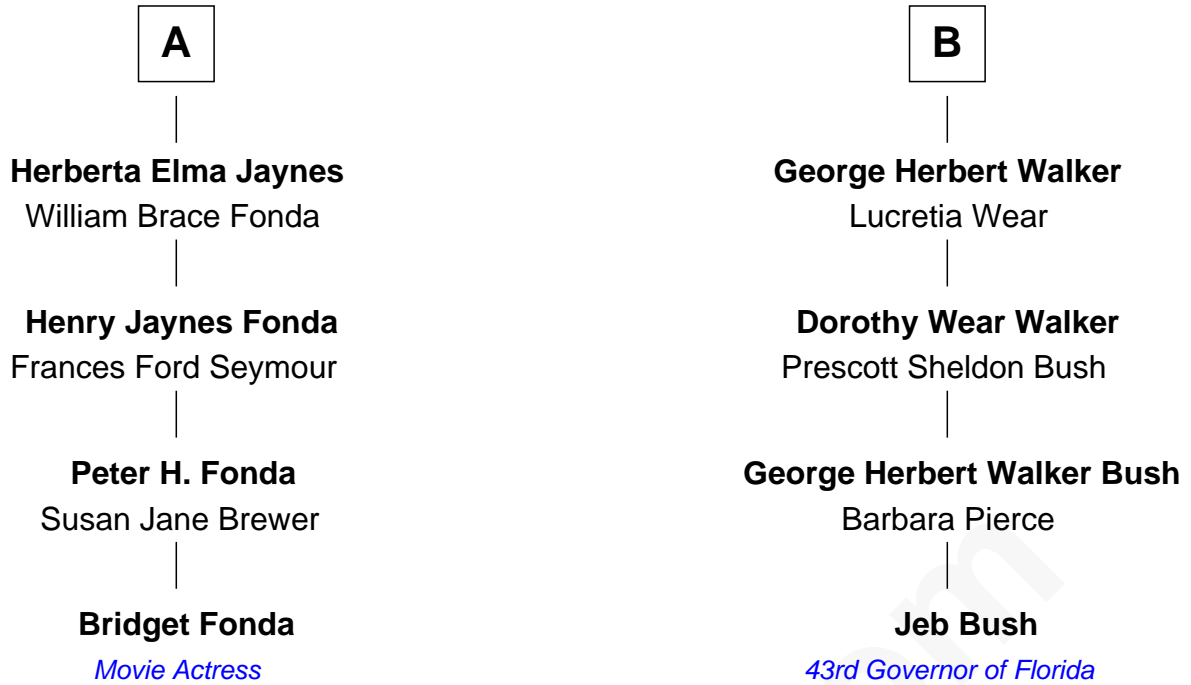 A
Herberta Elma Jaynes
William Brace Fonda
Henry Jaynes Fonda
Frances Ford Seymour
Peter H. Fonda
Susan Jane Brewer
Bridget Fonda
Movie Actress
B
George Herbert Walker
Lucretia Wear
Dorothy Wear Walker
Prescott Sheldon Bush
George Herbert Walker Bush
Barbara Pierce
Jeb Bush
43rd Governor of Florida